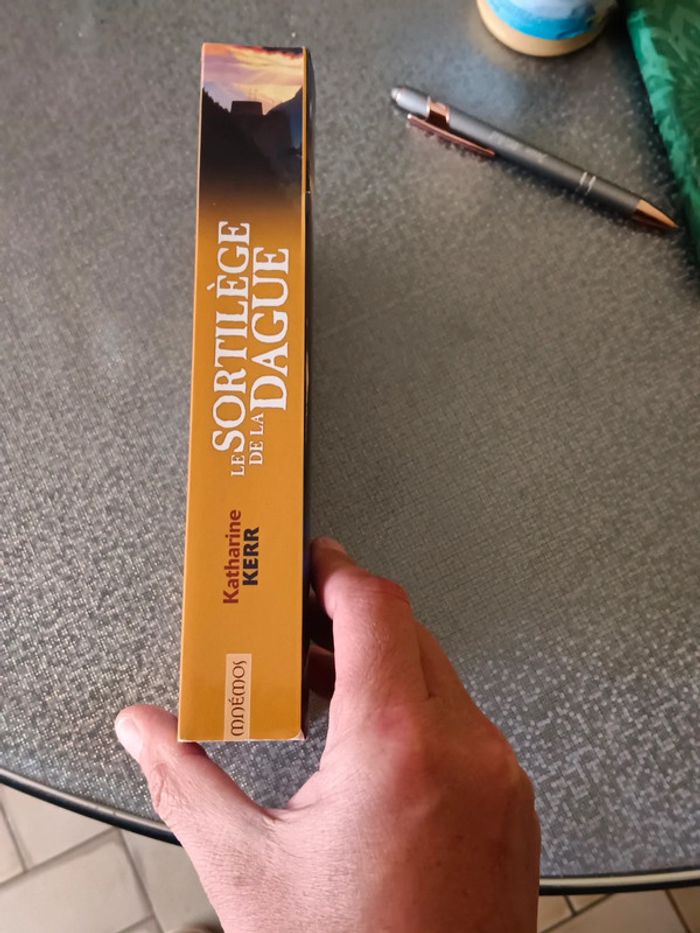 LE SORTILÈGE
DE LA DAGUE
Katharine
KERR
MNÉMOS